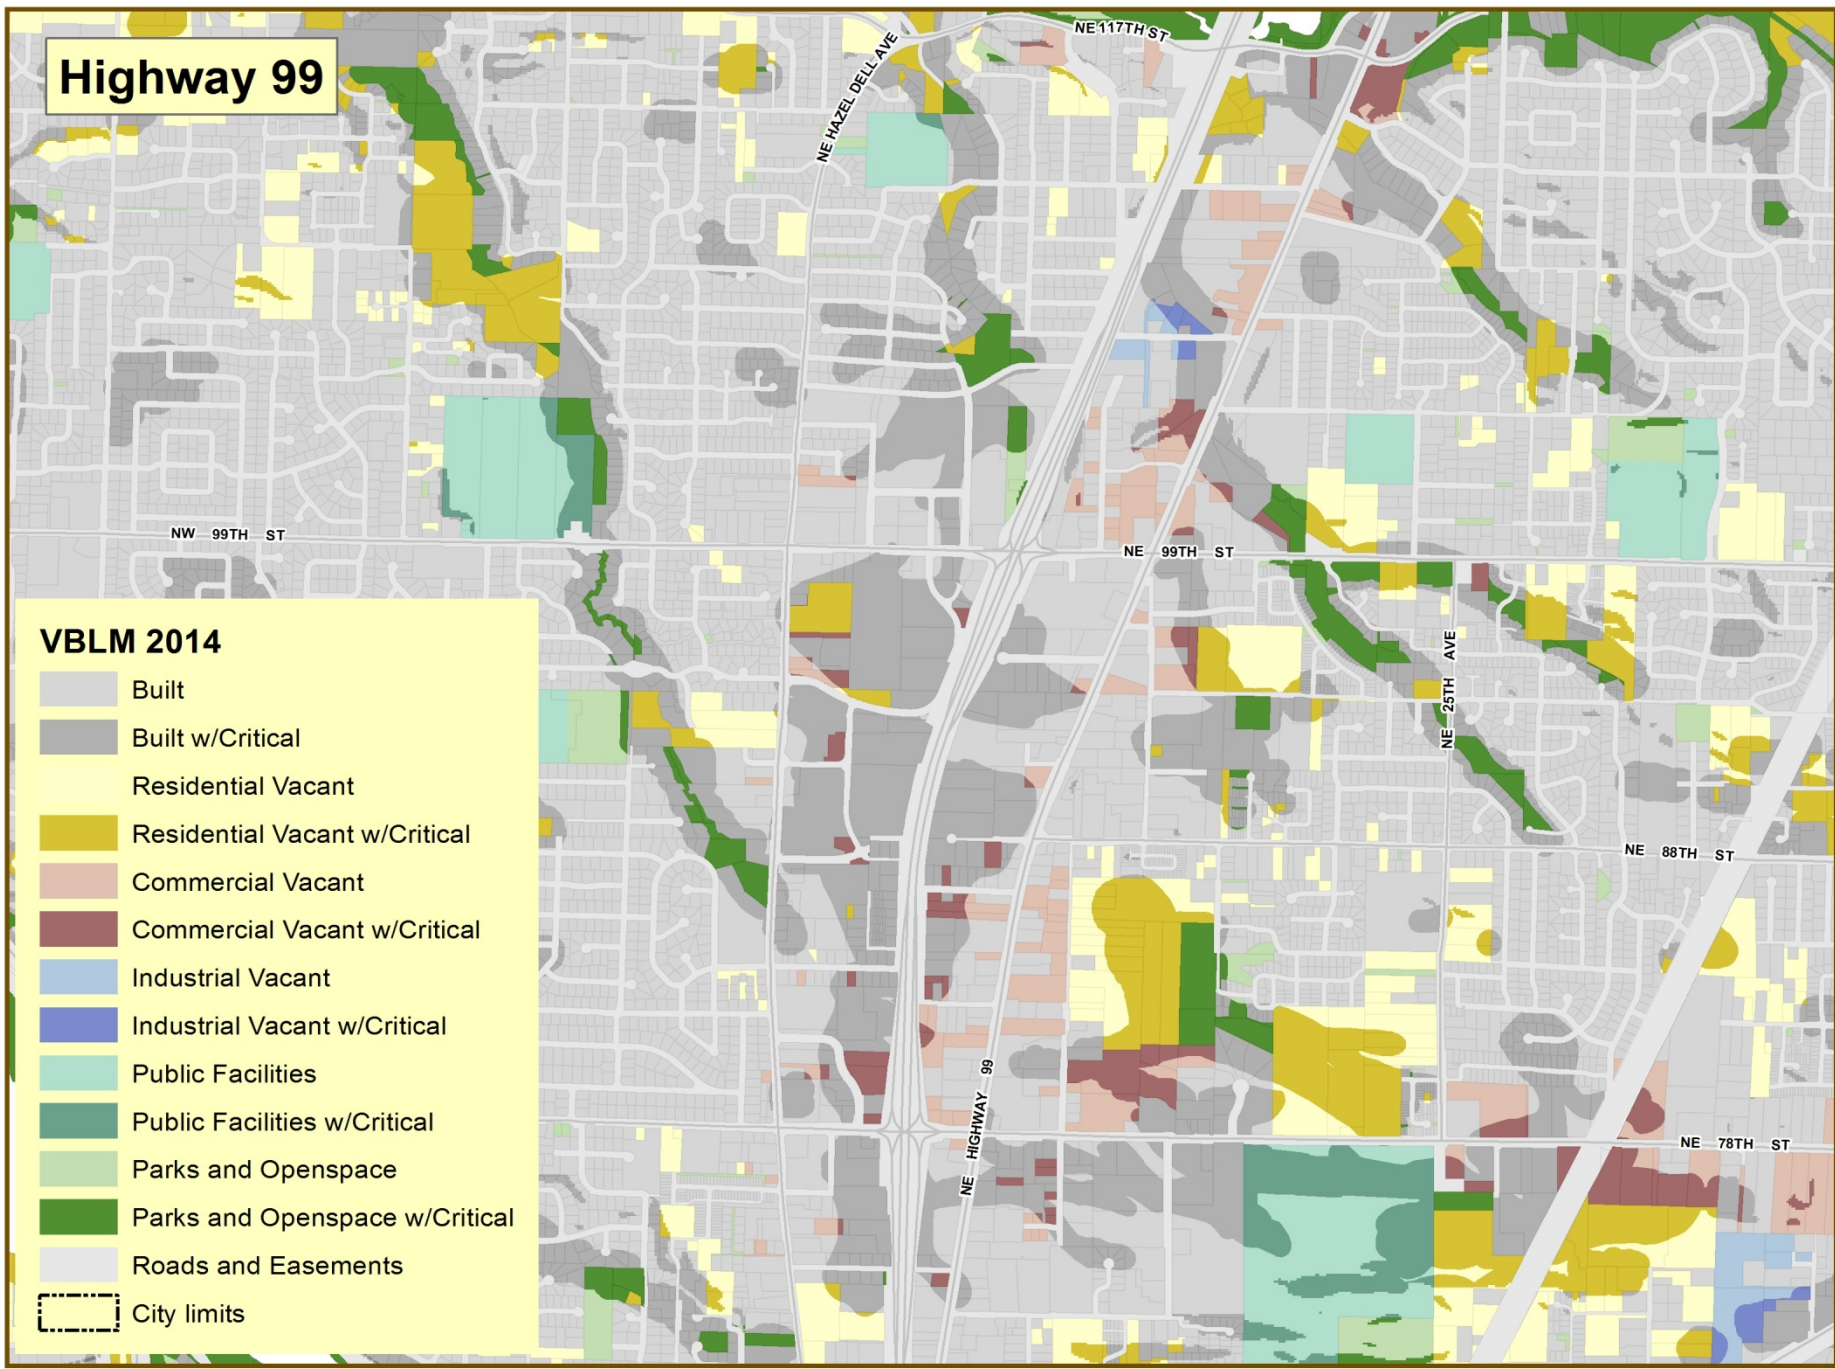 Highway 99
NE 117TH ST
NE HAZEL DELL AVE
NW 99TH ST
NE 99TH ST
NE 25TH AVE
NE 88TH ST
NE HIGHWAY 99
NE 78TH ST
VBLM 2014
Built
Built w/Critical
Residential Vacant
Residential Vacant w/Critical
Commercial Vacant
Commercial Vacant w/Critical
Industrial Vacant
Industrial Vacant w/Critical
Public Facilities
Public Facilities w/Critical
Parks and Openspace
Parks and Openspace w/Critical
Roads and Easements
City limits